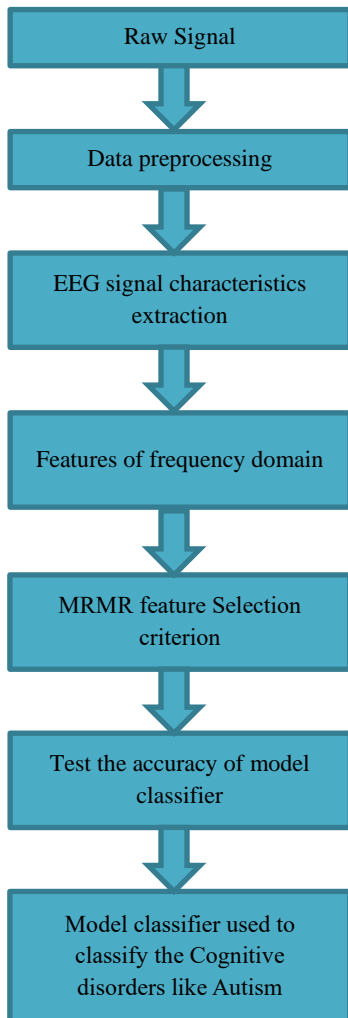 Raw Signal
Data preprocessing
EEG signal characteristics
extraction
Features of frequency domain
MRMR feature Selection
criterion
Test the accuracy of model
classifier
Model classifier used to
classify the Cognitive
disorders like Autism